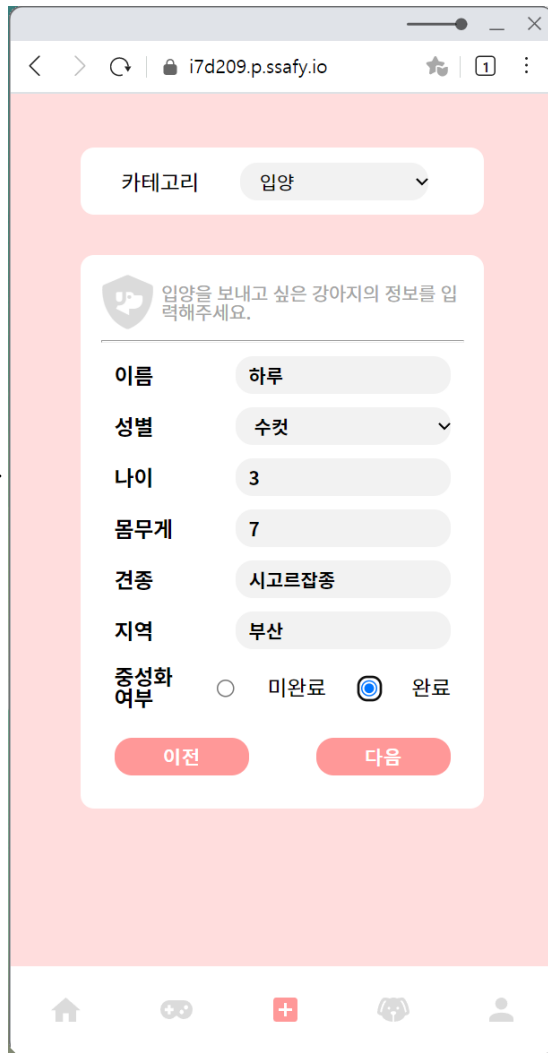 i7d209.p.ssafy.io
1
카테고리 입양
입양을 보내고 싶은 강아지의 정보를 입
력해주세요.
이름 하루
성별 수컷
나이 3
몸무게 7
견종 시고르잡종
지역 부산
중성화
여부 미완료 완료
이전 다음